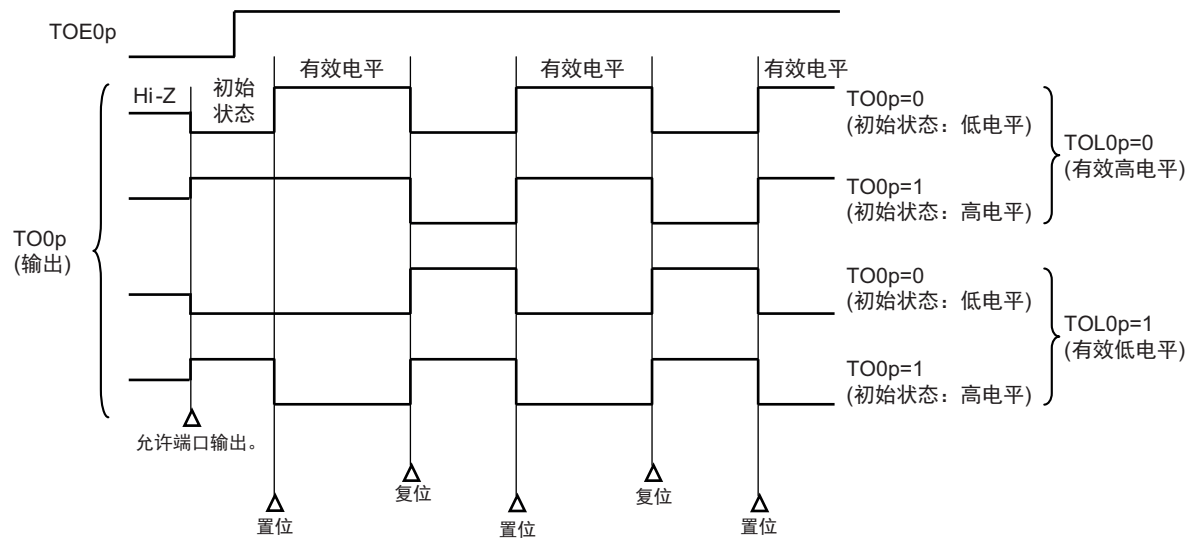 TOE0p
有效电平
有效电平
有效电平
Hi-Z
初始
状态
TO0p=0
(初始状态：低电平)
TOL0p=0
(有效高电平)
TO0p=1
(初始状态：高电平)
TO0p
(输出)
TO0p=0
(初始状态：低电平)
TOL0p=1
(有效低电平)
TO0p=1
(初始状态：高电平)
允许端口输出。
置位
复位
置位
复位
置位